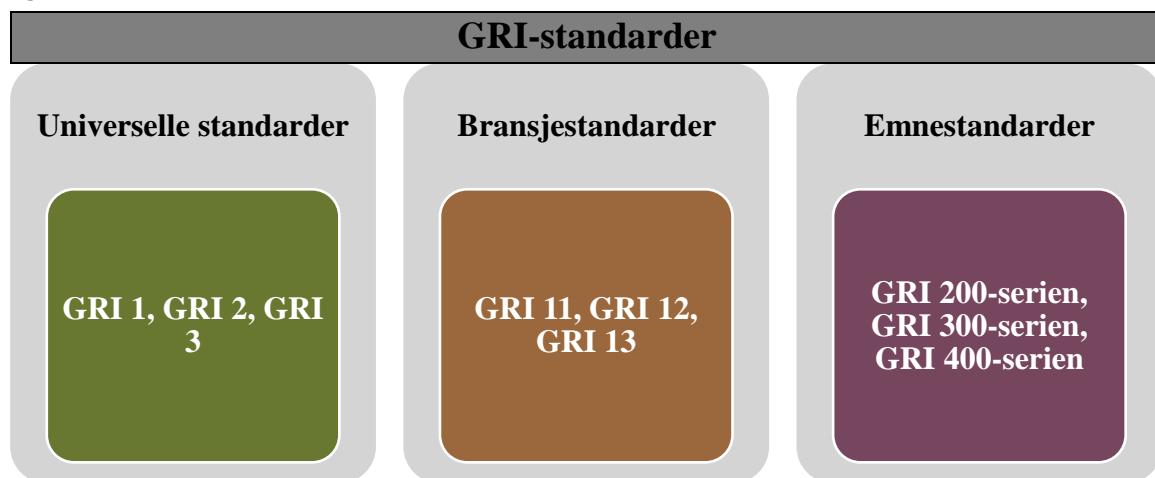 GRI-standarder
Universelle standarder
GRI 1, GRI 2, GRI
3
Bransjestandarder
GRI 11, GRI 12,
GRI 13
Emnestandarder
GRI 200-serien,
GRI 300-serien,
GRI 400-serien